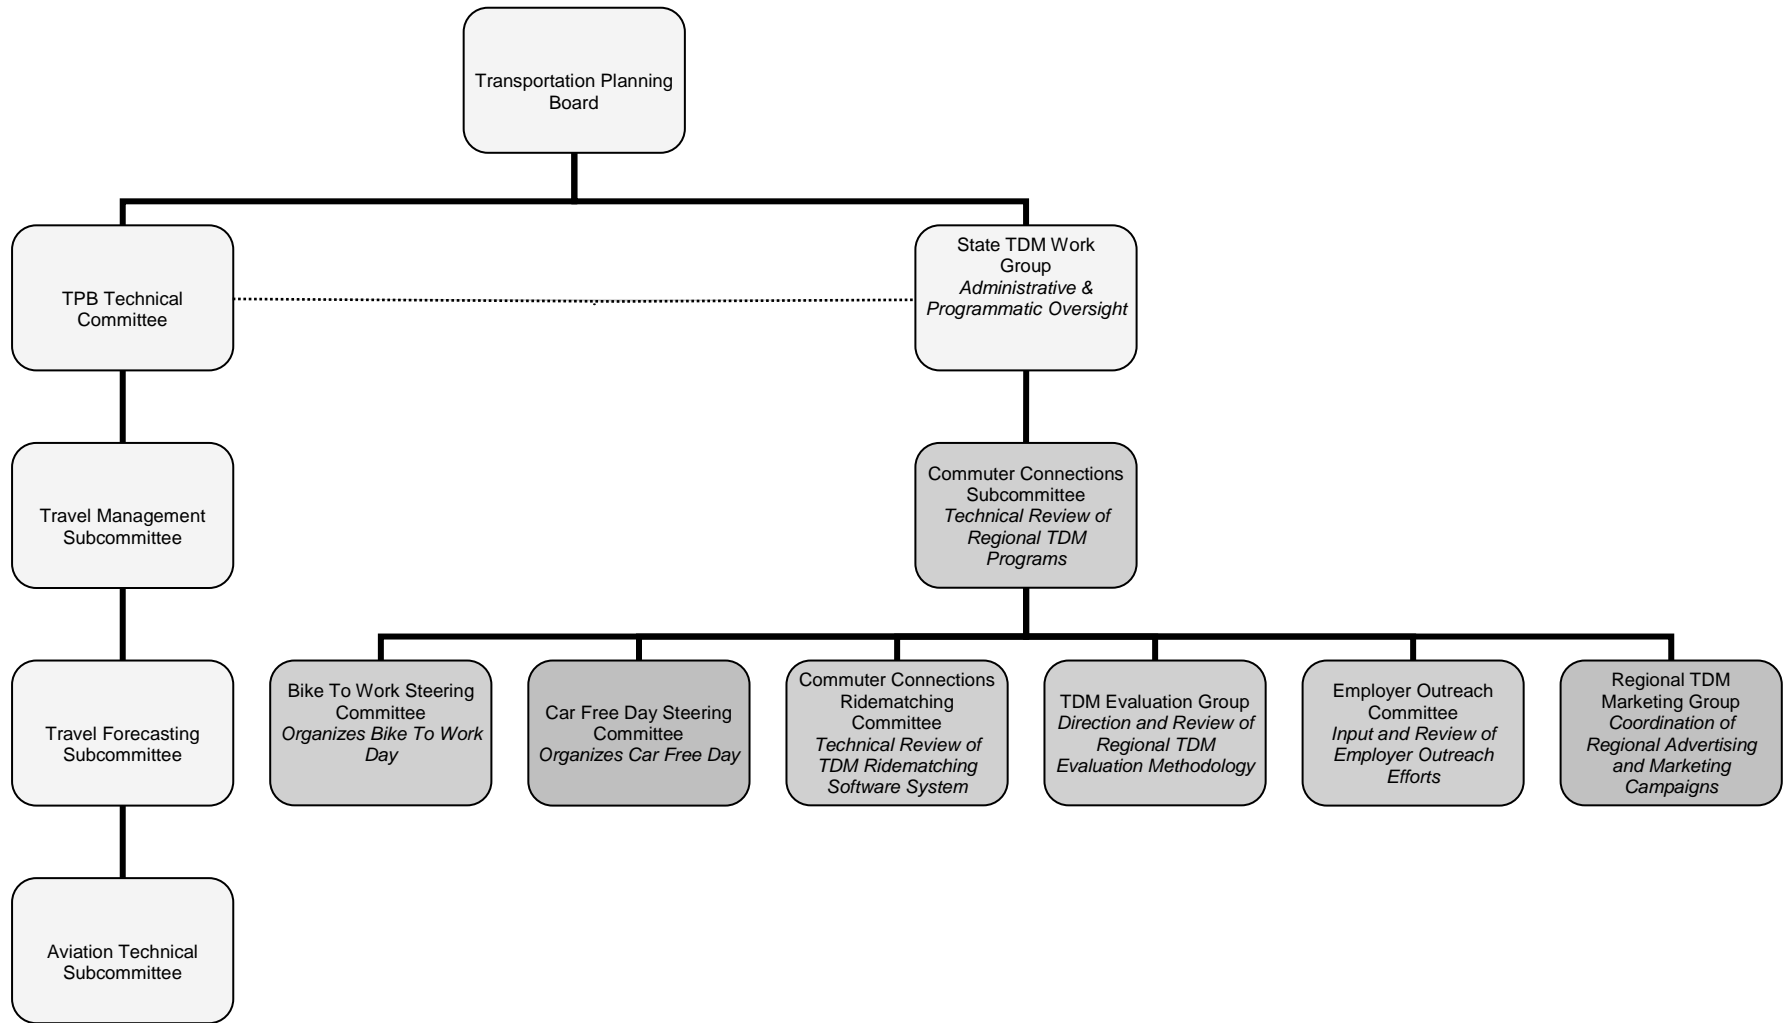 Transportation Planning
Board
TPB Technical
Committee
State TDM Work
Group
Administrative &
Programmatic Oversight
Travel Management
Subcommittee
Commuter Connections
Subcommittee
Technical Review of
Regional TDM
Programs
Travel Forecasting
Subcommittee
Bike To Work Steering
Committee
Organizes Bike To Work
Day
Car Free Day Steering
Committee
Organizes Car Free Day
Commuter Connections
Ridematching
Committee
Technical Review of
TDM Ridematching
Software System
TDM Evaluation Group
Direction and Review of
Regional TDM
Evaluation Methodology
Employer Outreach
Committee
Input and Review of
Employer Outreach
Efforts
Regional TDM
Marketing Group
Coordination of
Regional Advertising
and Marketing
Campaigns
Aviation Technical
Subcommittee